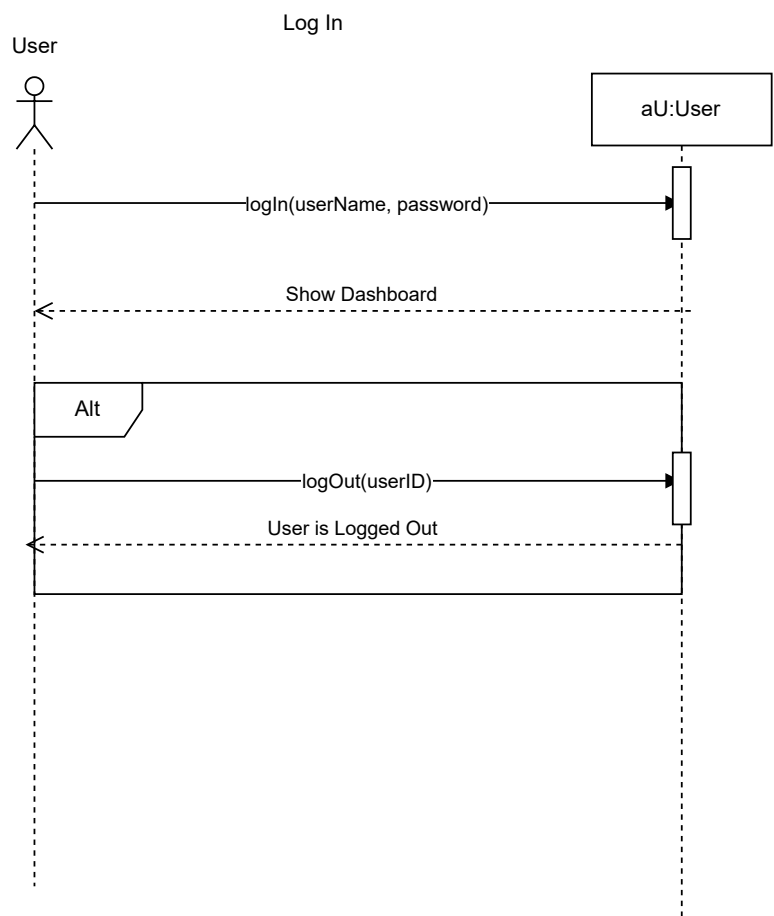 Log In
User
aU:User
logIn(userName, password)
Show Dashboard
Alt
logOut(userID)
User is Logged Out